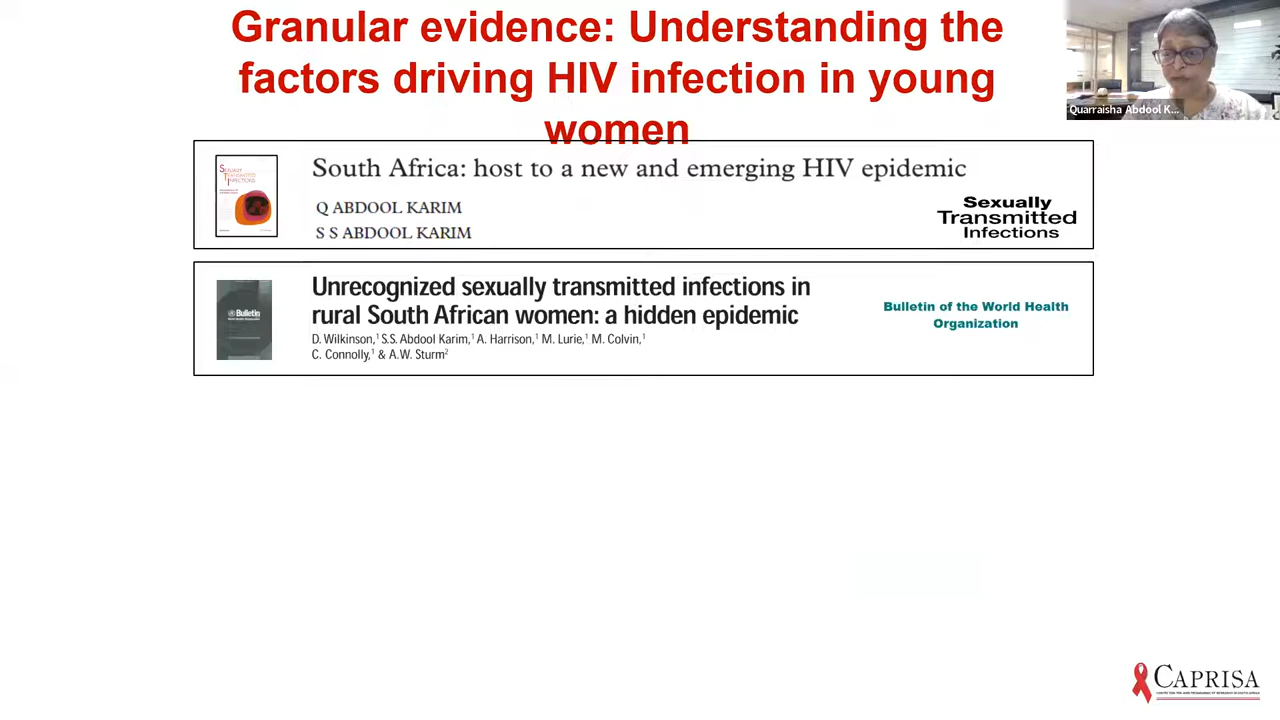 Granular evidence: Understanding the
factors driving HIV infection in young
women
Quarraisha Abdool K...
South Africa: host to a new and emerging HIV epidemic
Q ABDOOL KARIM
S S ABDOOL KARIM
Sexually
Transmitted
Infections
Unrecognized sexually transmitted infections in
rural South African women: a hidden epidemic
D. Wilkinson,¹ S.S. Abdool Karim,¹ A. Harrison,¹ M. Lurie,¹ M. Colvin,¹
C. Connolly,¹ & A.W. Sturm²
Bulletin of the World Health
Organization
Bulletin
CAPRISA